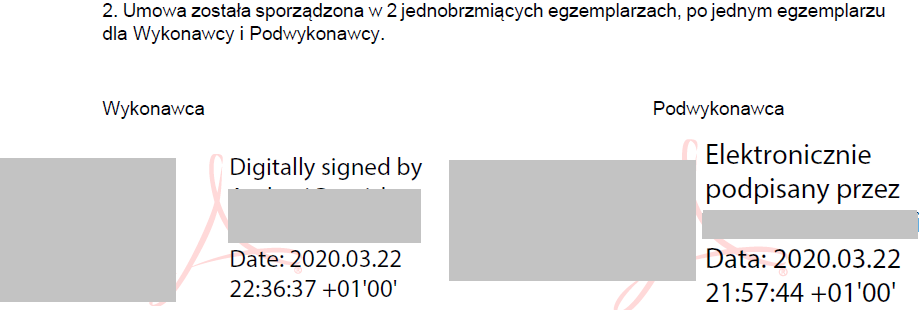 2. Umowa została sporządzona w 2 jednobrzmiących egzemplarzach, po jednym egzemplarzu
dla Wykonawcy i Podwykonawcy.
Wykonawca
Podwykonawca
Digitally signed by
Date: 2020.03.22
22:36:37 +01'00'
Elektronicznie
podpisany przez
Data: 2020.03.22
21:57:44 +01'00'